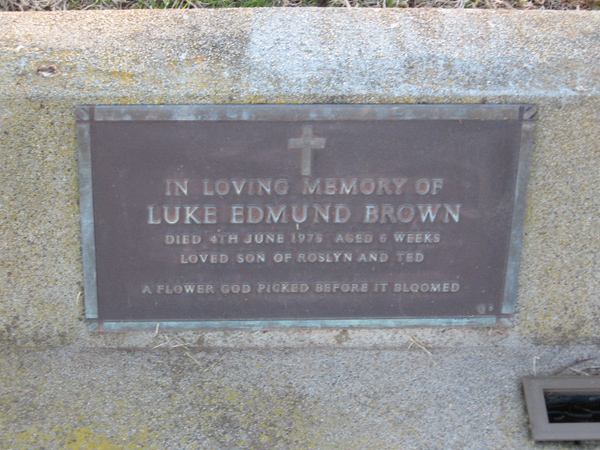 IN LOVING MEMORY OF
LUKE EDMUND BROWN
DIED 4TH JUNE 1978 AGED 6 WEEKS
LOVED SON OF ROSLYN AND TED
A FLOWER GOD PICKED BEFORE IT BLOOMED